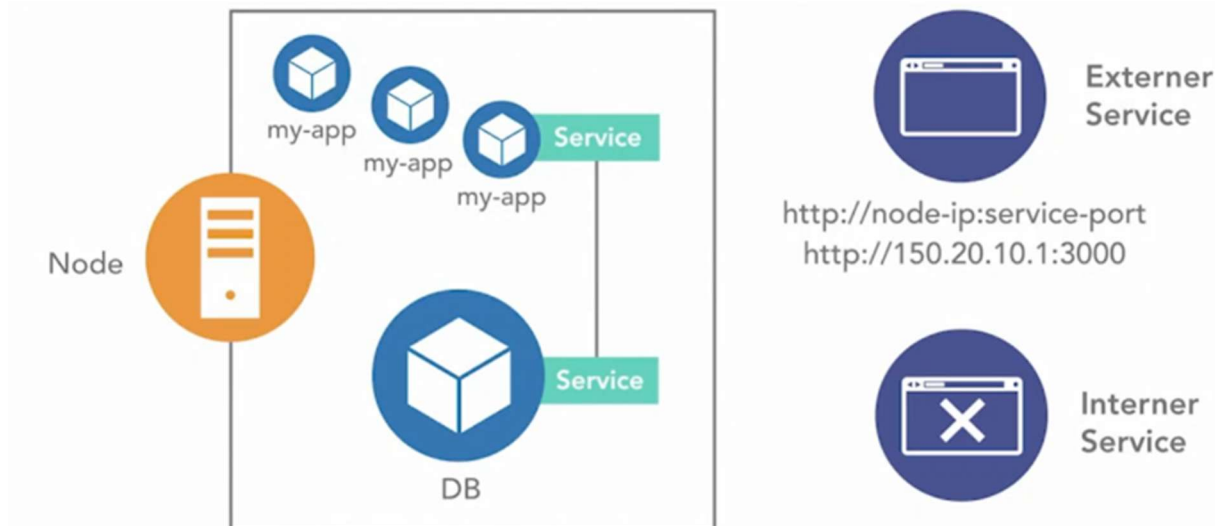 my-app
my-app
my-app
Service
Node
Service
DB
Externer
Service
http://node-ip:service-port
http://150.20.10.1:3000
Interner
Service